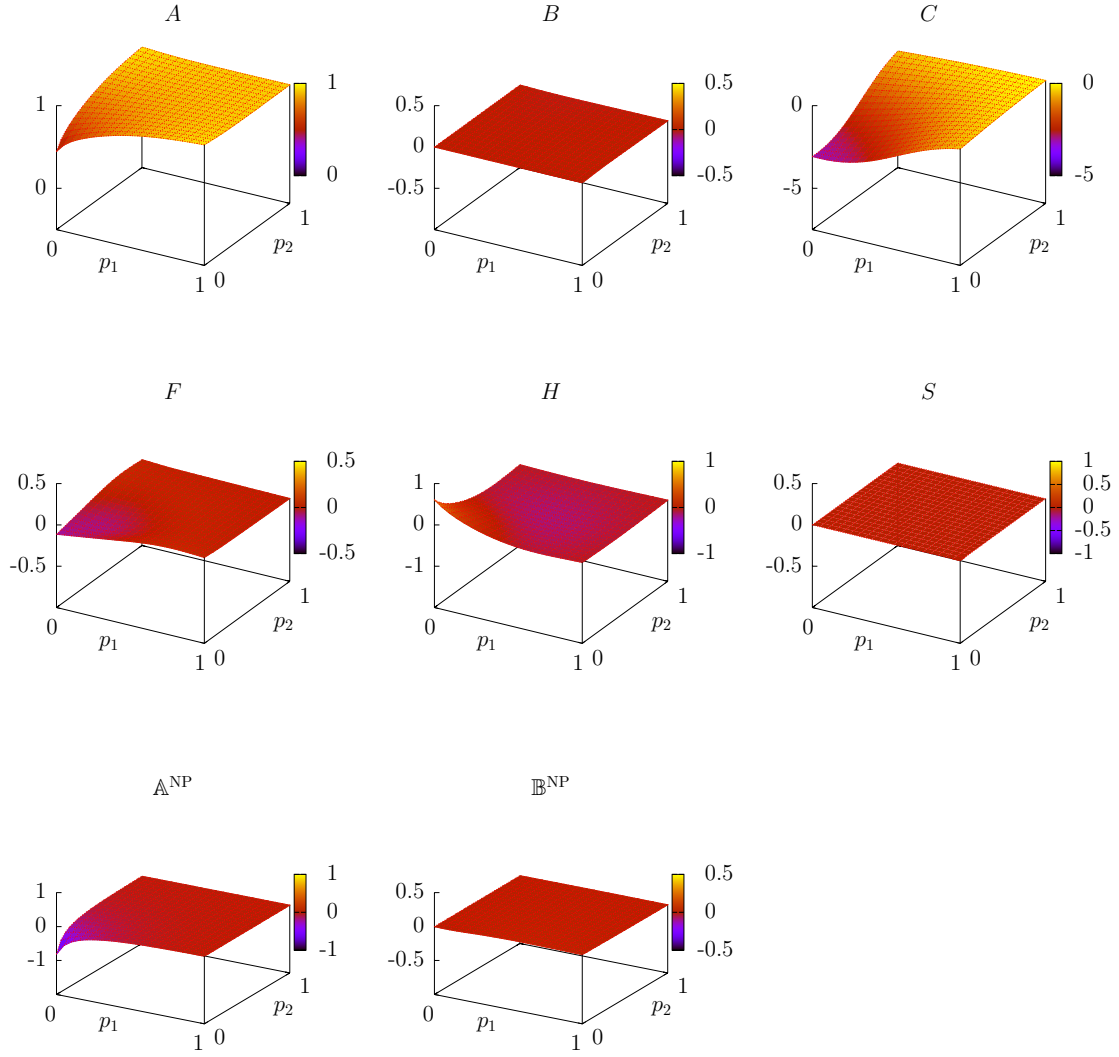 A B C
1 1 0.5 0.5 0 0
0 0 0 0
0 -0.5 -0.5 -5 -5
1 1 1
0 p₂ 0 p₂ 0 p₂
p₁ p₁ p₁
1 0 1 0 1 0
F H S
0.5 0.5 1 1 0.5 1
0.5
0 0 0 0 0
-0.5
-0.5 -0.5 -1 -1 -0.5 -1
1 1 1
0 p₂ 0 p₂ 0 p₂
p₁ p₁ p₁
1 0 1 0 1 0
𝔸ᴺᴾ 𝔹ᴺᴾ
1 1 0.5 0.5
0 0 0 0
-1 -1 -0.5 -0.5
1 1
0 p₂ 0 p₂
p₁ p₁
1 0 1 0